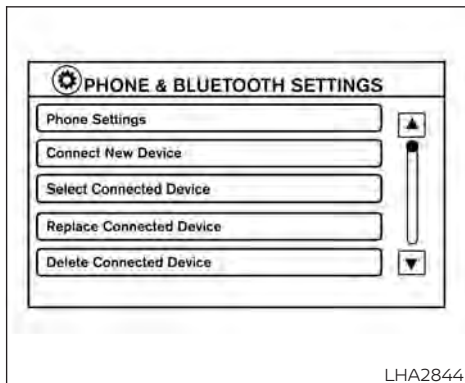 PHONE & BLUETOOTH SETTINGS
Phone Settings
Connect New Device
Select Connected Device
Replace Connected Device
Delete Connected Device
LHA2844